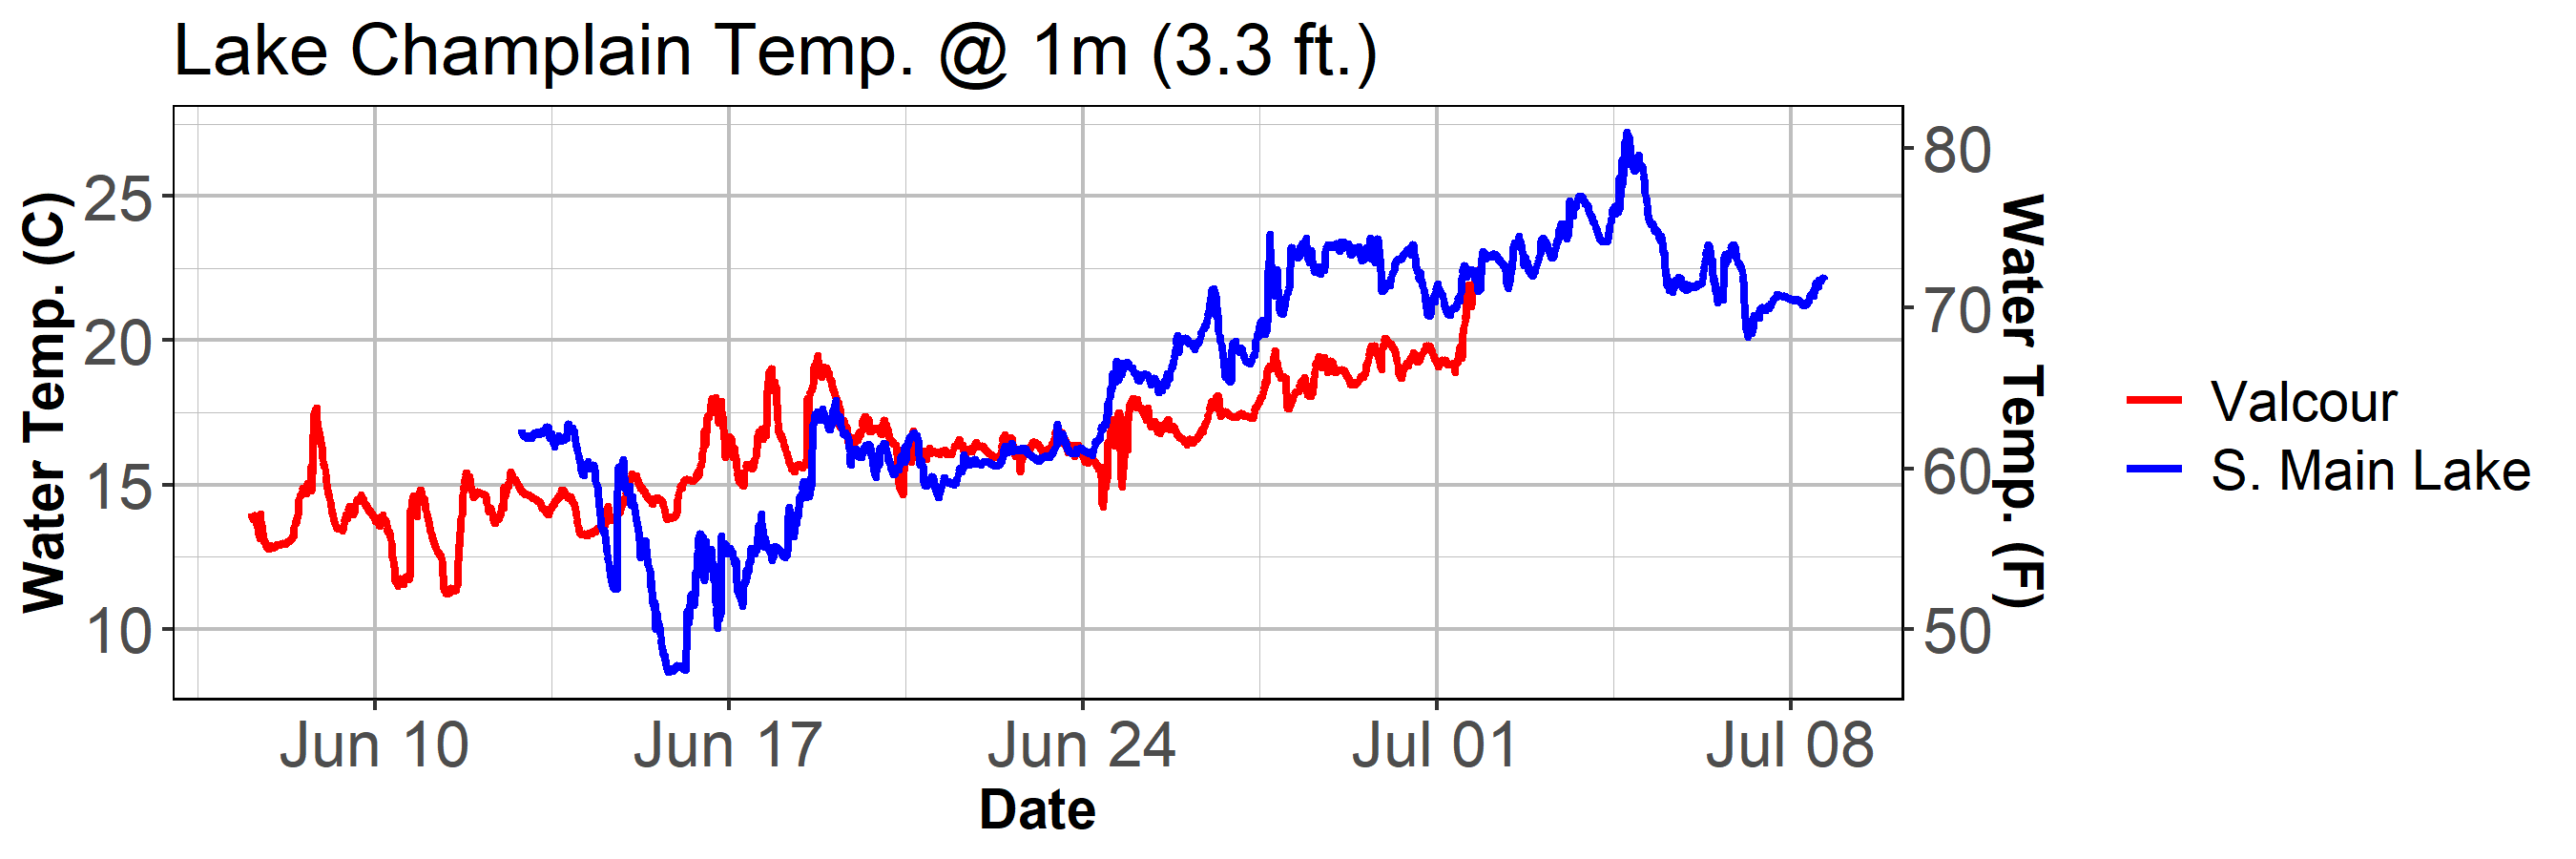 Lake Champlain Temp. @ 1m (3.3 ft.)
Water Temp. (C)
25
20
15
10
80
70
60
50
Water Temp. (F)
Jun 10
Jun 17
Jun 24
Jul 01
Jul 08
Date
Valcour
S. Main Lake